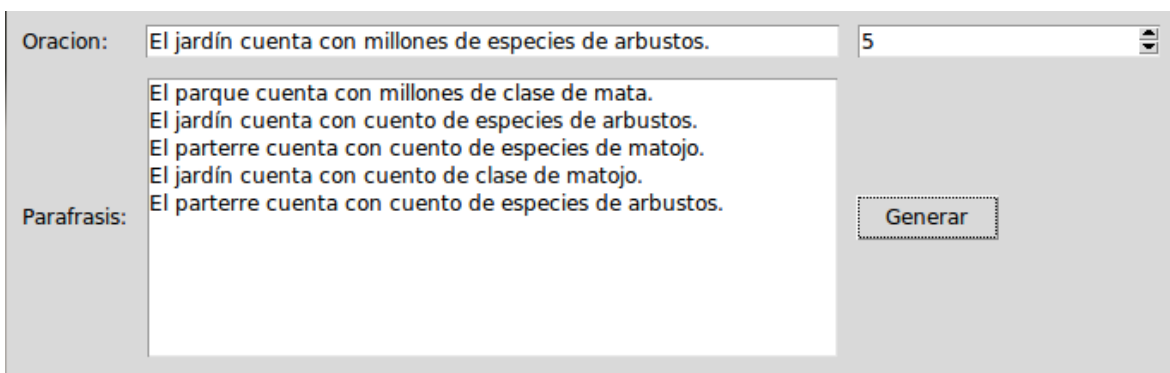 Oracion: El jardín cuenta con millones de especies de arbustos. 5
El parque cuenta con millones de clase de mata.
El jardín cuenta con cuento de especies de arbustos.
El parterre cuenta con cuento de especies de matojo.
El jardín cuenta con cuento de clase de matojo.
El parterre cuenta con cuento de especies de arbustos.
Parafrasis:
Generar